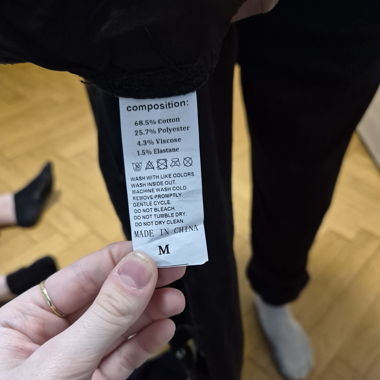 composition:
68.5% Cotton
25.7% Polyester
4.3% Viscose
1.5% Elastane
WASH WITH LIKE COLORS.
WASH INSIDE OUT.
MACHINE WASH COLD.
REMOVE PROMPTLY.
GENTLE CYCLE.
DO NOT BLEACH.
DO NOT TUMBLE DRY.
DO NOT DRY CLEAN.
MADE IN CHINA
M